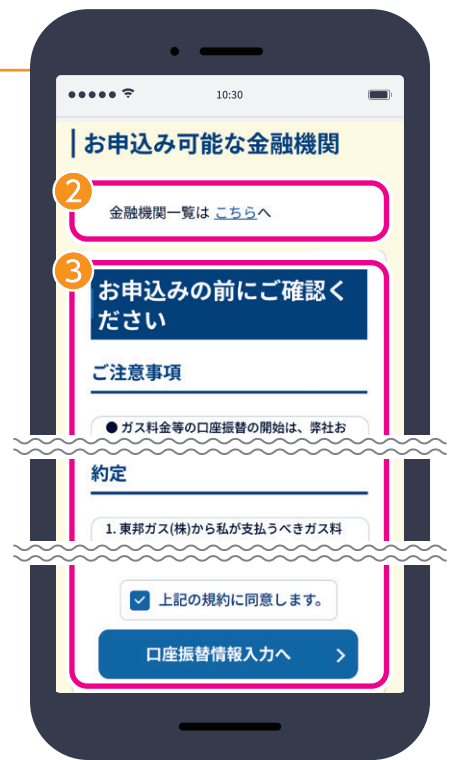 10:30
お申込み可能な金融機関
2
金融機関一覧は こちらへ
3
お申込みの前にご確認く
ださい
ご注意事項
● ガス料金等の口座振替の開始は、弊社お
約定
1. 東邦ガス(株)から私が支払うべきガス料
上記の規約に同意します。
口座振替情報入力へ